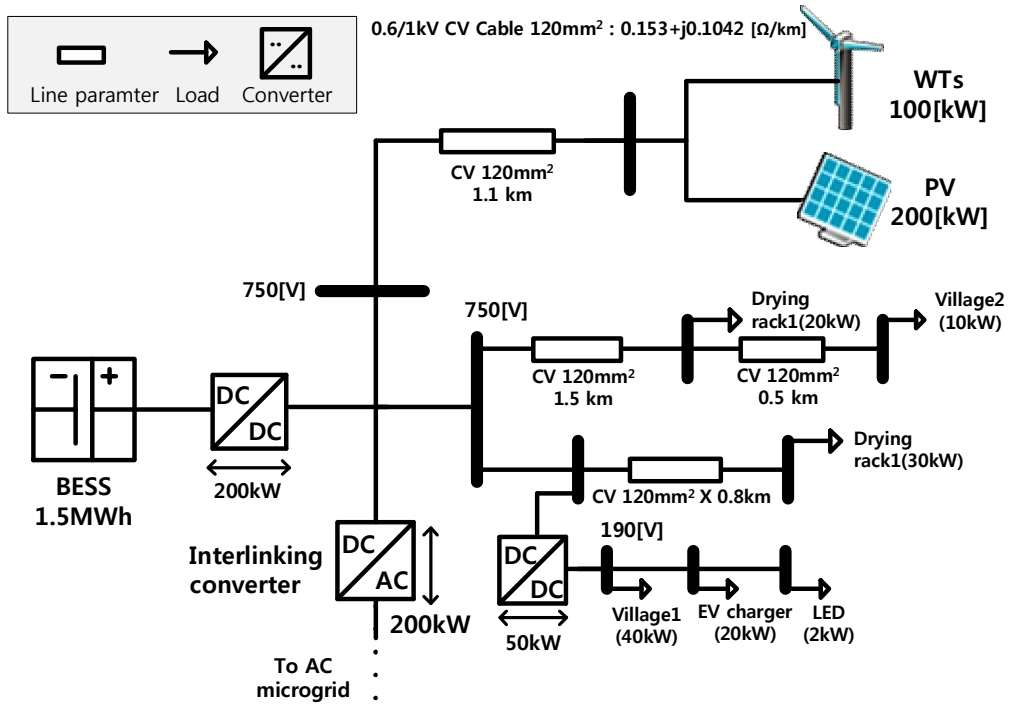 0.6/1kV CV Cable 120mm² : 0.153+j0.1042 [Ω/km]
Line paramter Load Converter
WTs
100[kW]
CV 120mm²
1.1 km
PV
200[kW]
750[V]
750[V]
Drying
rack1(20kW)
Village2
(10kW)
CV 120mm²
1.5 km
CV 120mm²
0.5 km
DC
DC
200kW
BESS
1.5MWh
Drying
rack1(30kW)
CV 120mm² X 0.8km
Interlinking
converter
DC
AC
200kW
190[V]
DC
DC
50kW
Village1
(40kW)
EV charger
(20kW)
LED
(2kW)
To AC
microgrid